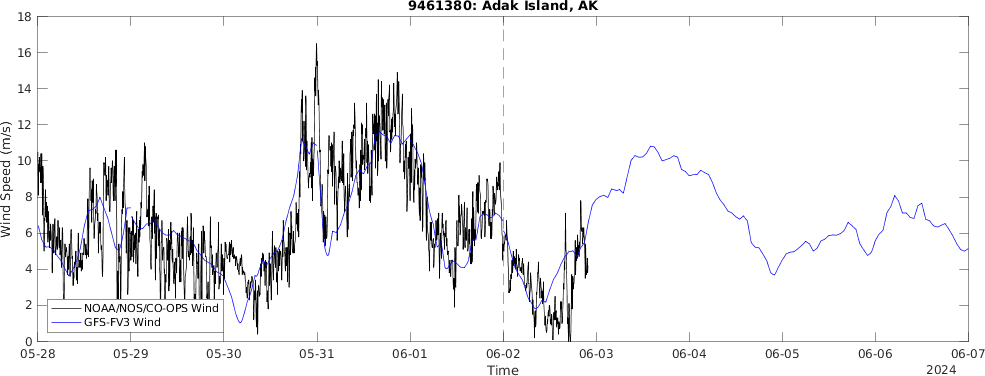 9461380: Adak Island, AK
18
16
14
12
10
8
6
4
2
0
Wind Speed (m/s)
NOAA/NOS/CO-OPS Wind
GFS-FV3 Wind
05-28 05-29 05-30 05-31 06-01 06-02 06-03 06-04 06-05 06-06 06-07
Time
2024